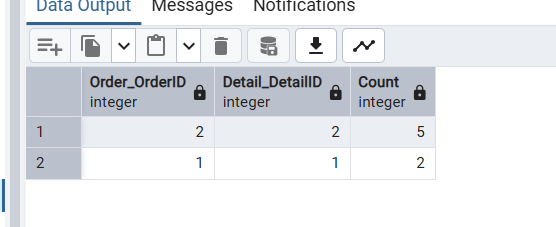 Data Output Messages Notifications
Order_OrderID Detail_DetailID Count
integer integer integer
1 2 2 5
2 1 1 2